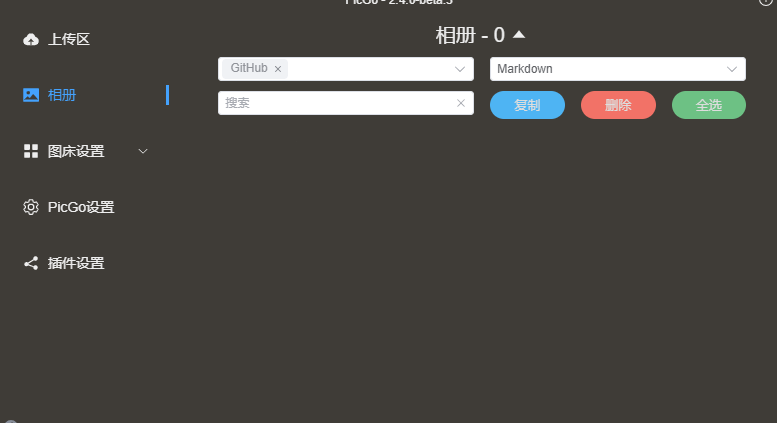 PicGo - 2.4.0-beta.3
上传区
相册
图床设置
PicGo设置
插件设置
相册 - 0
GitHub
Markdown
搜索
复制 删除 全选